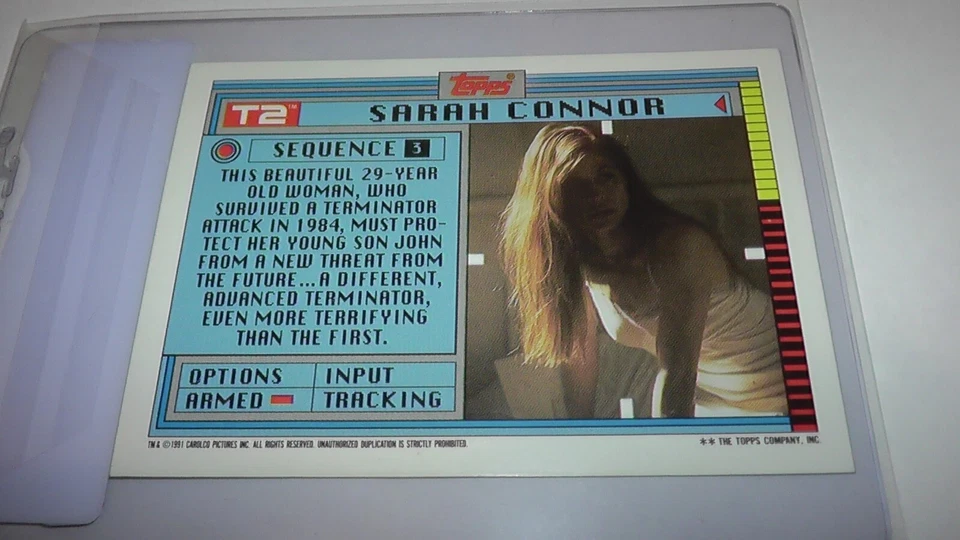 Topps
T2™
SARAH CONNOR
SEQUENCE 3
THIS BEAUTIFUL 29-YEAR
OLD WOMAN, WHO
SURVIVED A TERMINATOR
ATTACK IN 1984, MUST PRO-
TECT HER YOUNG SON JOHN
FROM A NEW THREAT FROM
THE FUTURE...A DIFFERENT,
ADVANCED TERMINATOR,
EVEN MORE TERRIFYING
THAN THE FIRST.
OPTIONS INPUT
ARMED TRACKING
TM & ©1991 CAROLCO PICTURES INC. ALL RIGHTS RESERVED. UNAUTHORIZED DUPLICATION IS STRICTLY PROHIBITED.
** THE TOPPS COMPANY, INC.